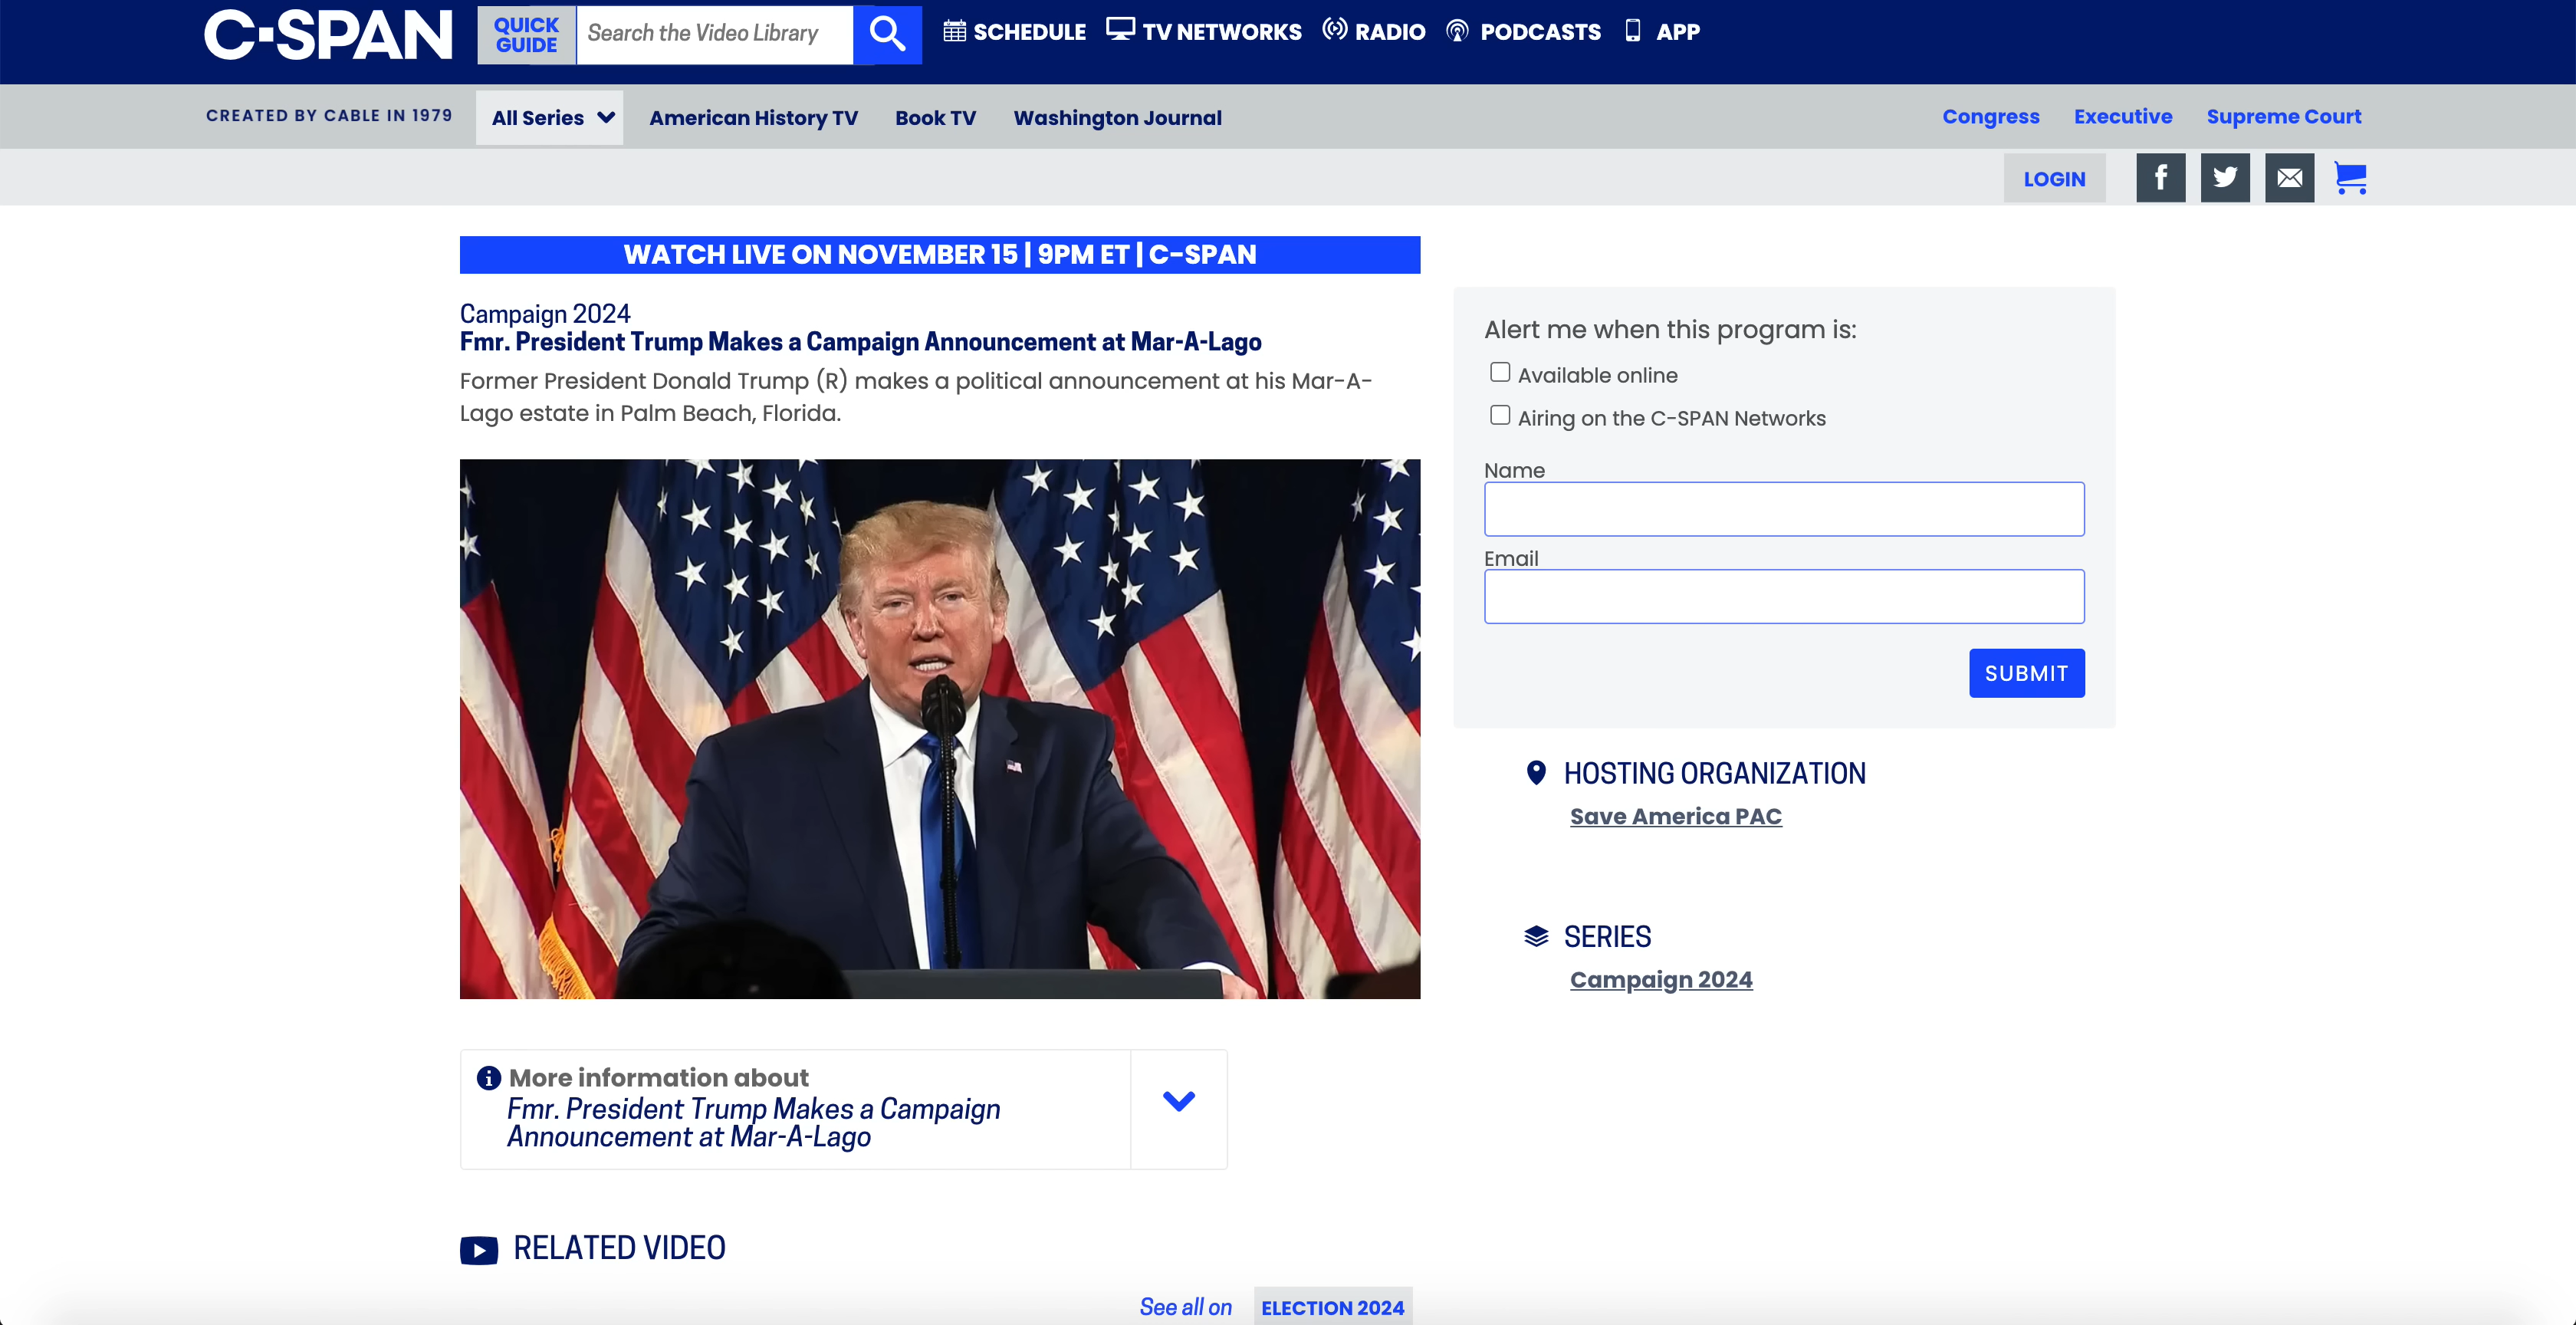 C-SPAN
QUICK
GUIDE
Search the Video Library
SCHEDULE
TV NETWORKS
RADIO
PODCASTS
APP
CREATED BY CABLE IN 1979
All Series
American History TV
Book TV
Washington Journal
Congress
Executive
Supreme Court
LOGIN
WATCH LIVE ON NOVEMBER 15 | 9PM ET | C-SPAN
Campaign 2024
Fmr. President Trump Makes a Campaign Announcement at Mar-A-Lago
Former President Donald Trump (R) makes a political announcement at his Mar-A-
Lago estate in Palm Beach, Florida.
Alert me when this program is:
Available online
Airing on the C-SPAN Networks
Name
Email
SUBMIT
HOSTING ORGANIZATION
Save America PAC
SERIES
Campaign 2024
More information about
Fmr. President Trump Makes a Campaign
Announcement at Mar-A-Lago
RELATED VIDEO
See all on
ELECTION 2024